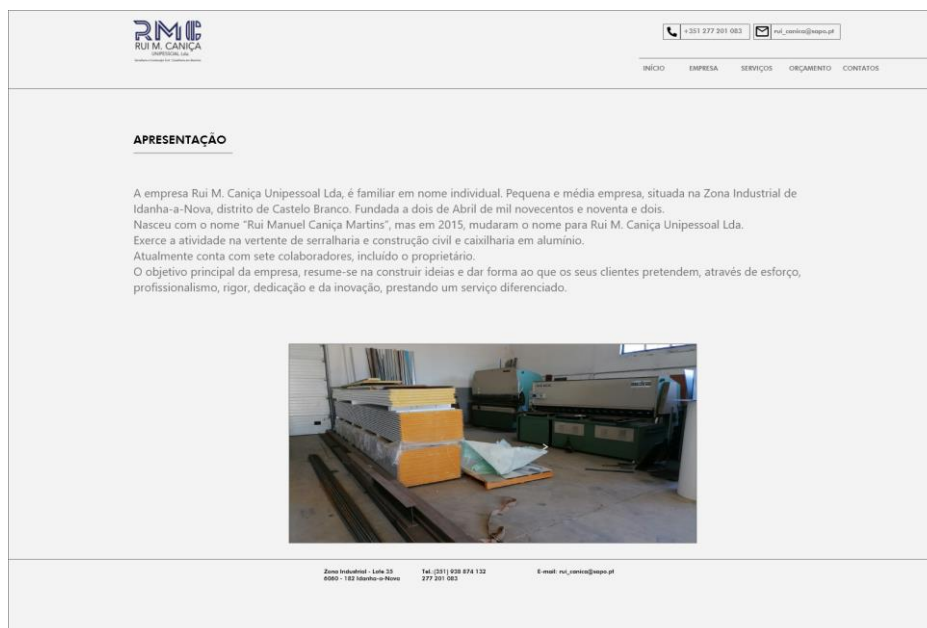 RMC
RUI M. CANIÇA
UNIPESSOAL Lda.
+351 277 201 083
rui_canica@sapo.pt
INÍCIO EMPRESA SERVIÇOS ORÇAMENTO CONTATOS
APRESENTAÇÃO
A empresa Rui M. Caniça Unipessoal Lda, é familiar em nome individual. Pequena e média empresa, situada na Zona Industrial de
Idanha-a-Nova, distrito de Castelo Branco. Fundada a dois de Abril de mil novecentos e noventa e dois.
Nasceu com o nome “Rui Manuel Caniça Martins”, mas em 2015, mudaram o nome para Rui M. Caniça Unipessoal Lda.
Exerce a atividade na vertente de serralharia e construção civil e caixilharia em alumínio.
Atualmente conta com sete colaboradores, incluído o proprietário.
O objetivo principal da empresa, resume-se na construir ideias e dar forma ao que os seus clientes pretendem, através de esforço,
profissionalismo, rigor, dedicação e da inovação, prestando um serviço diferenciado.
Zona Industrial - Lote 35 Tel.:(351) 938 574 132 E-mail: rui_canica@sapo.pt
6060 - 182 Idanha-a-Nova 277 201 083